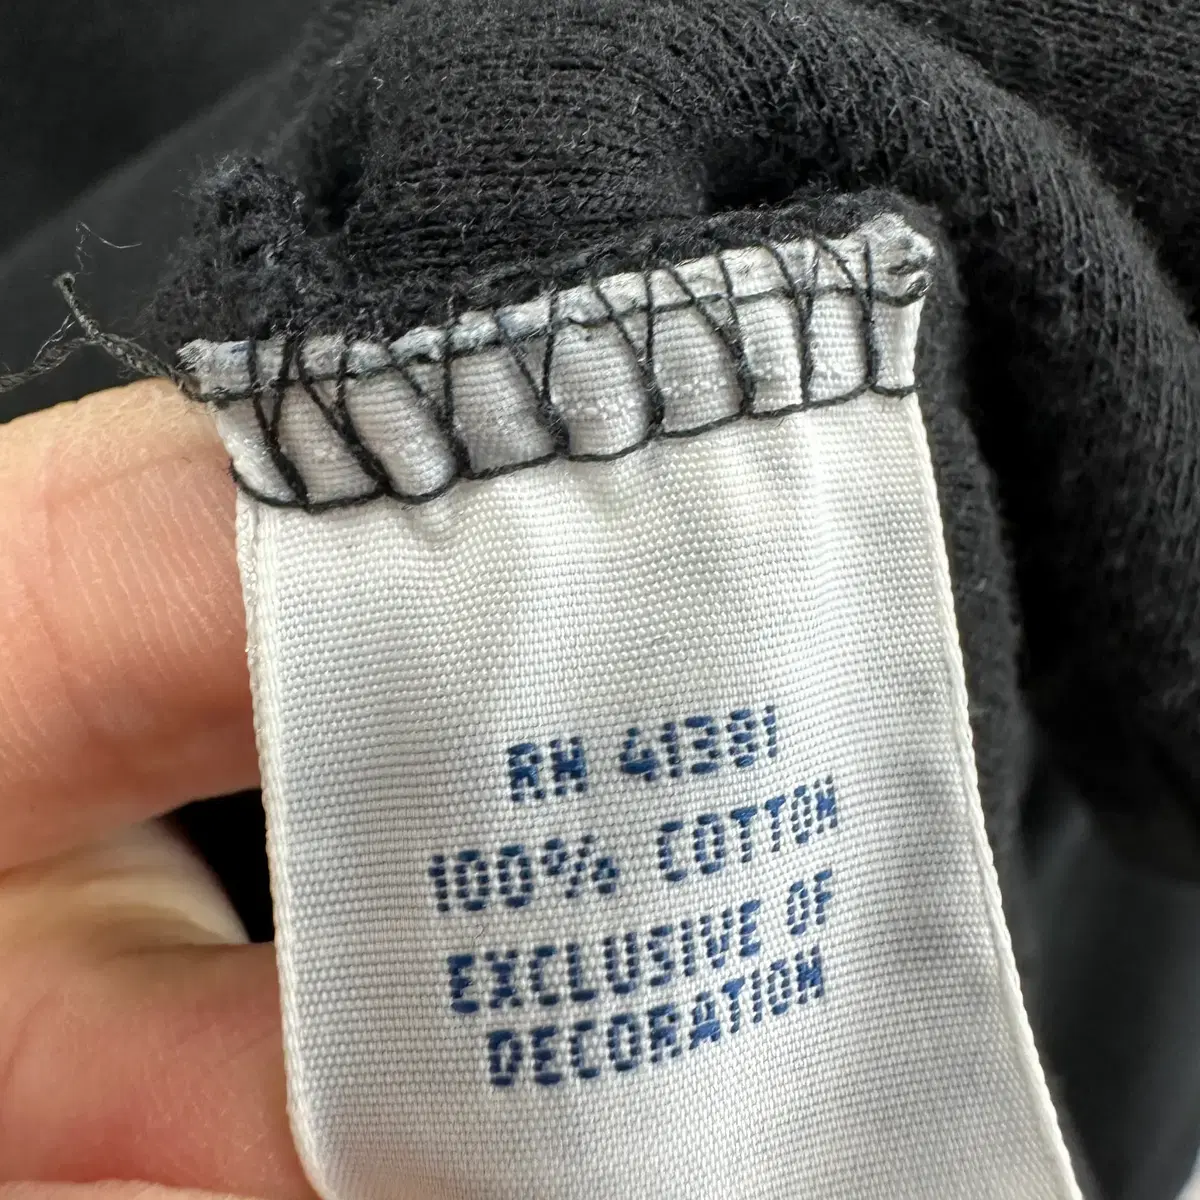 RN 41381
100% COTTON
EXCLUSIVE OF
DECORATION